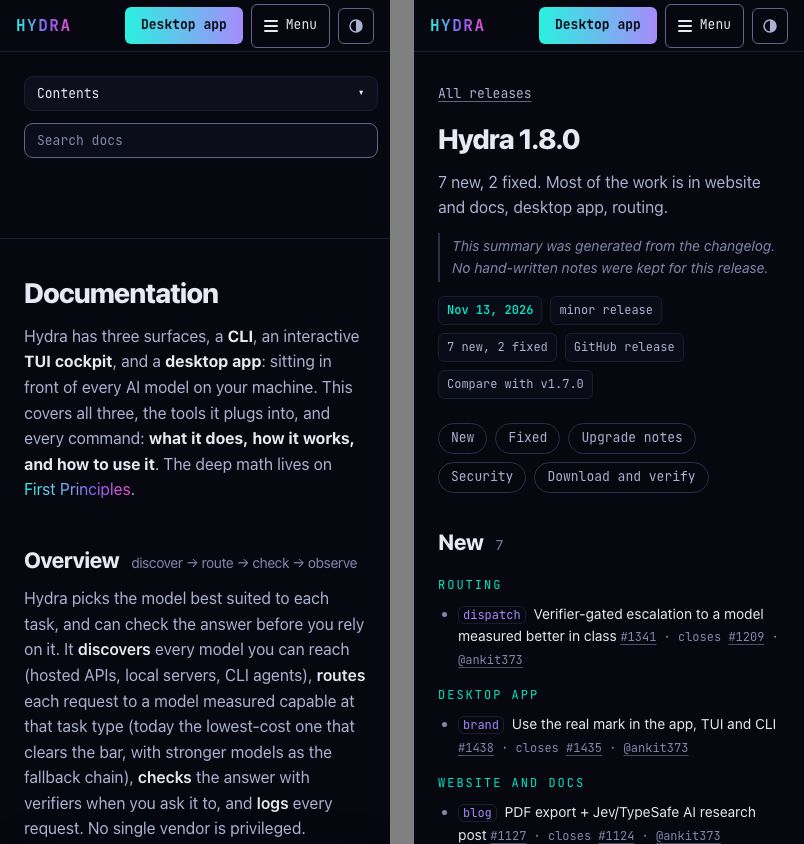 HYDRA
Desktop app
Menu
Contents
Search docs
Documentation
Hydra has three surfaces, a CLI, an interactive
TUI cockpit, and a desktop app: sitting in
front of every AI model on your machine. This
covers all three, the tools it plugs into, and
every command: what it does, how it works,
and how to use it. The deep math lives on
First Principles.
Overview discover → route → check → observe
Hydra picks the model best suited to each
task, and can check the answer before you rely
on it. It discovers every model you can reach
(hosted APIs, local servers, CLI agents), routes
each request to a model measured capable at
that task type (today the lowest-cost one that
clears the bar, with stronger models as the
fallback chain), checks the answer with
verifiers when you ask it to, and logs every
request. No single vendor is privileged.
HYDRA
Desktop app
Menu
All releases
Hydra 1.8.0
7 new, 2 fixed. Most of the work is in website
and docs, desktop app, routing.
This summary was generated from the changelog.
No hand-written notes were kept for this release.
Nov 13, 2026 minor release
7 new, 2 fixed GitHub release
Compare with v1.7.0
New Fixed Upgrade notes
Security Download and verify
New 7
ROUTING
dispatch Verifier-gated escalation to a model
measured better in class #1341 · closes #1209 ·
@ankit373
DESKTOP APP
brand Use the real mark in the app, TUI and CLI
#1438 · closes #1435 · @ankit373
WEBSITE AND DOCS
blog PDF export + Jev/TypeSafe AI research
post #1127 · closes #1124 · @ankit373